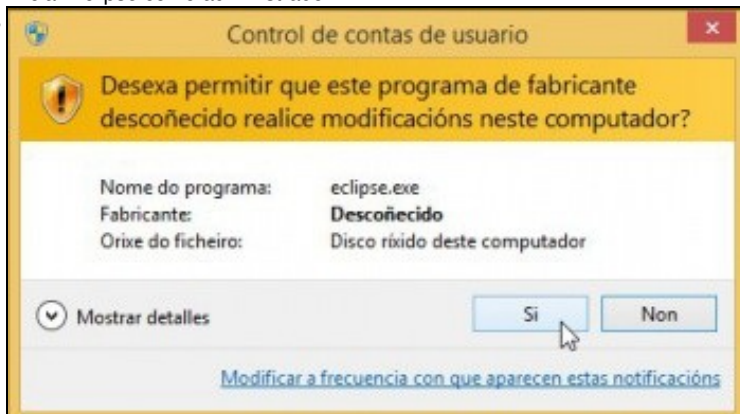 Control de contas de usuario
Desexa permitir que este programa de fabricante
descoñecido realice modificacións neste computador?
Nome do programa: eclipse.exe
Fabricante: Descoñecido
Orixe do ficheiro: Disco ríxido deste computador
Mostrar detalles
Si Non
Modificar a frecuencia con que aparecen estas notificacións